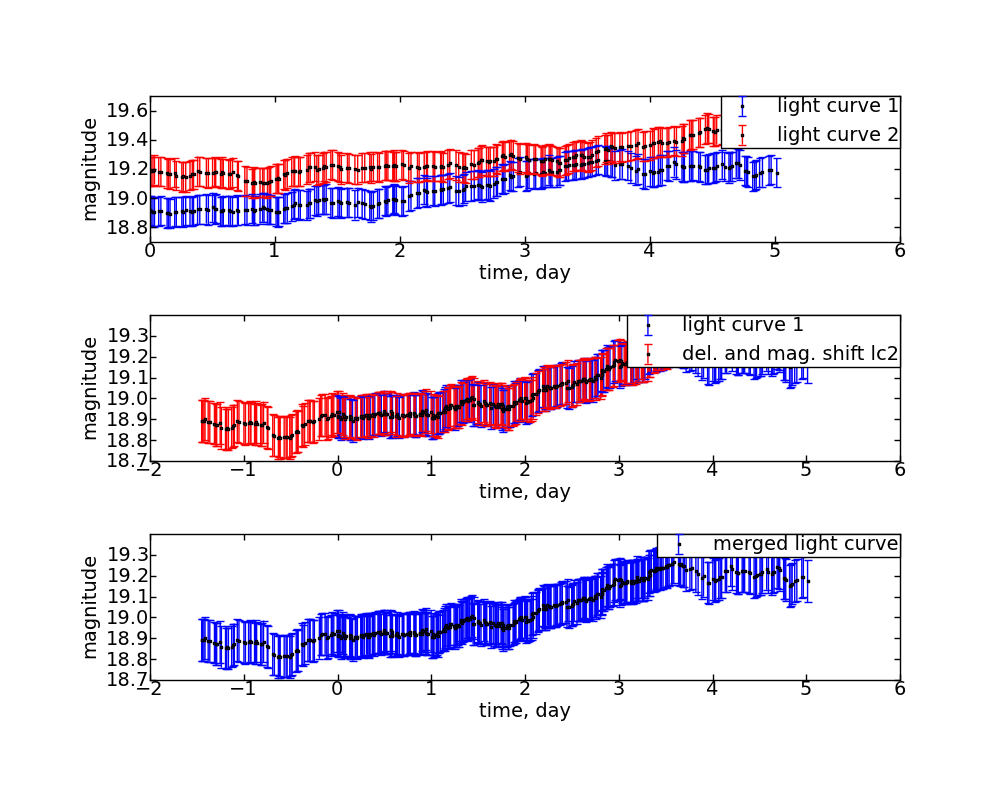 19.6
19.4
19.2
19.0
18.8
magnitude
light curve 1
light curve 2
0 1 2 3 4 5 6
time, day
19.3
19.2
19.1
19.0
18.9
18.8
18.7
magnitude
light curve 1
del. and mag. shift lc2
−2 −1 0 1 2 3 4 5 6
time, day
19.3
19.2
19.1
19.0
18.9
18.8
18.7
magnitude
merged light curve
−2 −1 0 1 2 3 4 5 6
time, day